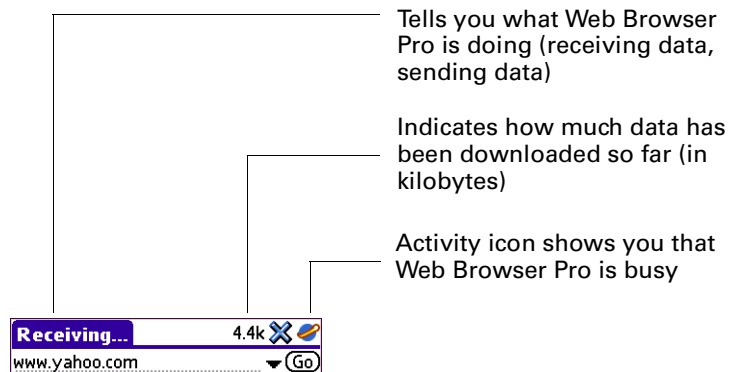 Tells you what Web Browser
Pro is doing (receiving data,
sending data)
Indicates how much data has
been downloaded so far (in
kilobytes)
Activity icon shows you that
Web Browser Pro is busy
Receiving... 4.4k
www.yahoo.com Go